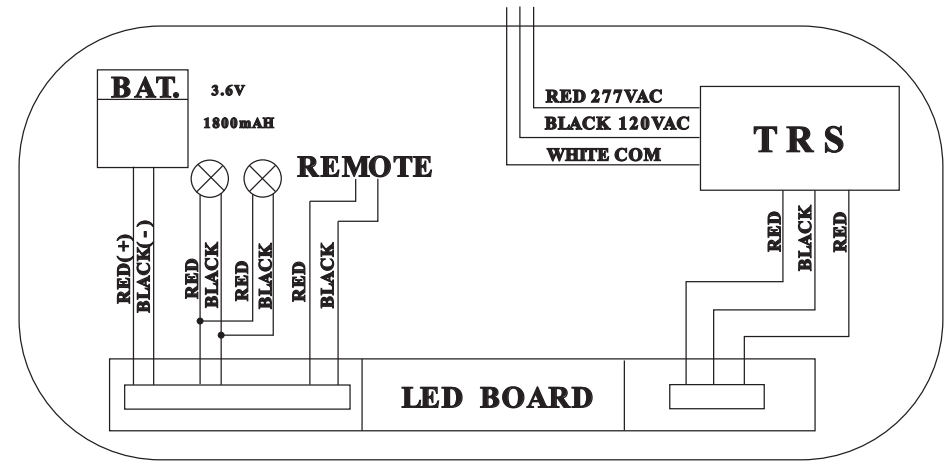 BAT.
3.6V
1800mAH
REMOTE
RED 277VAC
BLACK 120VAC
WHITE COM
TRS
RED(+)
BLACK(-)
RED
BLACK
RED
BLACK
RED
BLACK
RED
BLACK
RED
LED BOARD